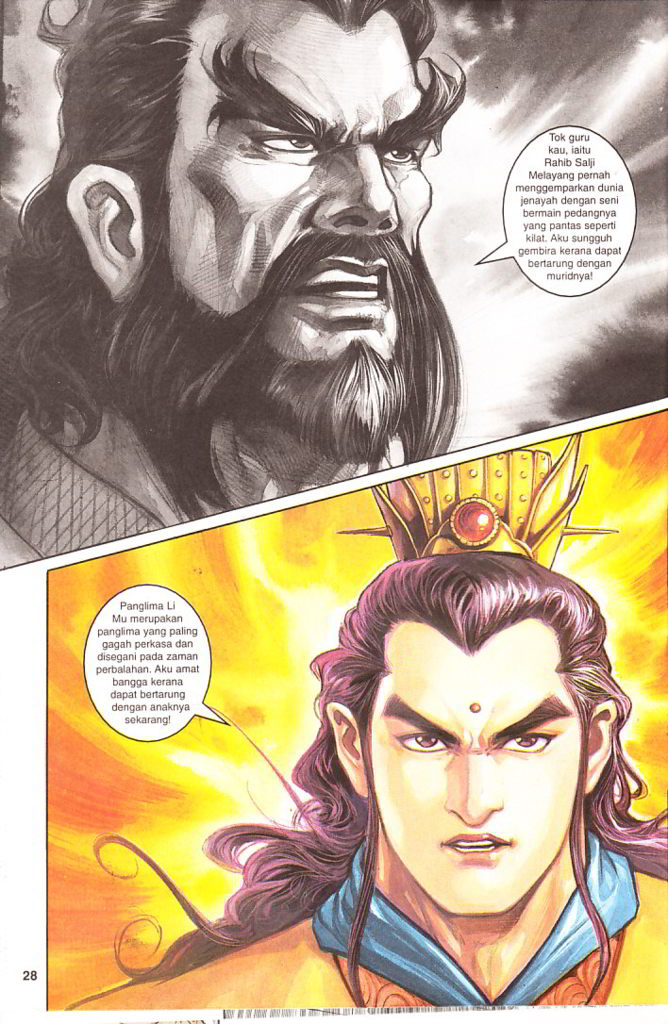 Tok guru
kau, iaitu
Rahib Salji
Melayang pernah
menggemparkan dunia
jenayah dengan seni
bermain pedangnya
yang pantas seperti
kilat. Aku sungguh
gembira kerana dapat
bertarung dengan
muridnya!
Panglima Li
Mu merupakan
panglima yang paling
gagah perkasa dan
disegani pada zaman
perbalahan. Aku amat
bangga kerana
dapat bertarung
dengan anaknya
sekarang!
28